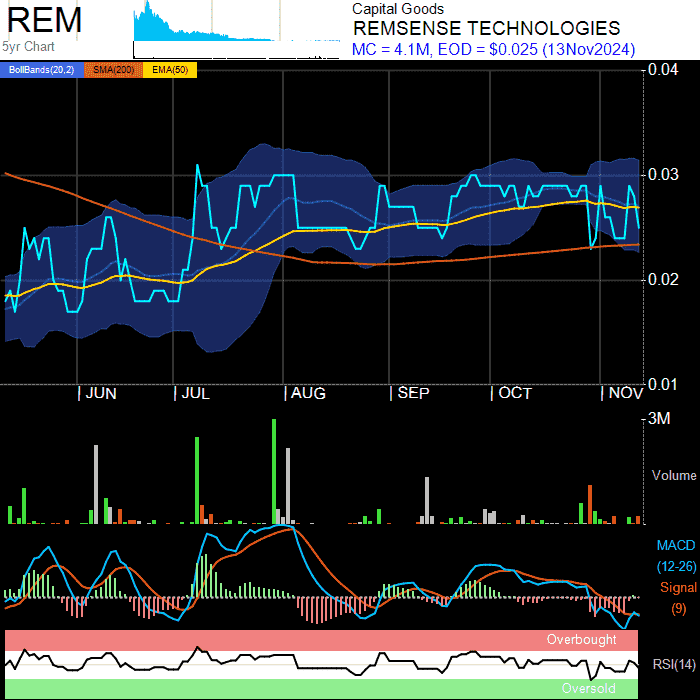 REM
5yr Chart
Capital Goods
REMSENSE TECHNOLOGIES
MC = 4.1M, EOD = $0.025 (13Nov2024)
BollBands(20,2) SMA(200) EMA(50)
0.04
0.03
0.02
0.01
| JUN | JUL | AUG | SEP | OCT | NOV
3M
Volume
MACD
(12-26)
Signal
(9)
Overbought
RSI(14)
Oversold